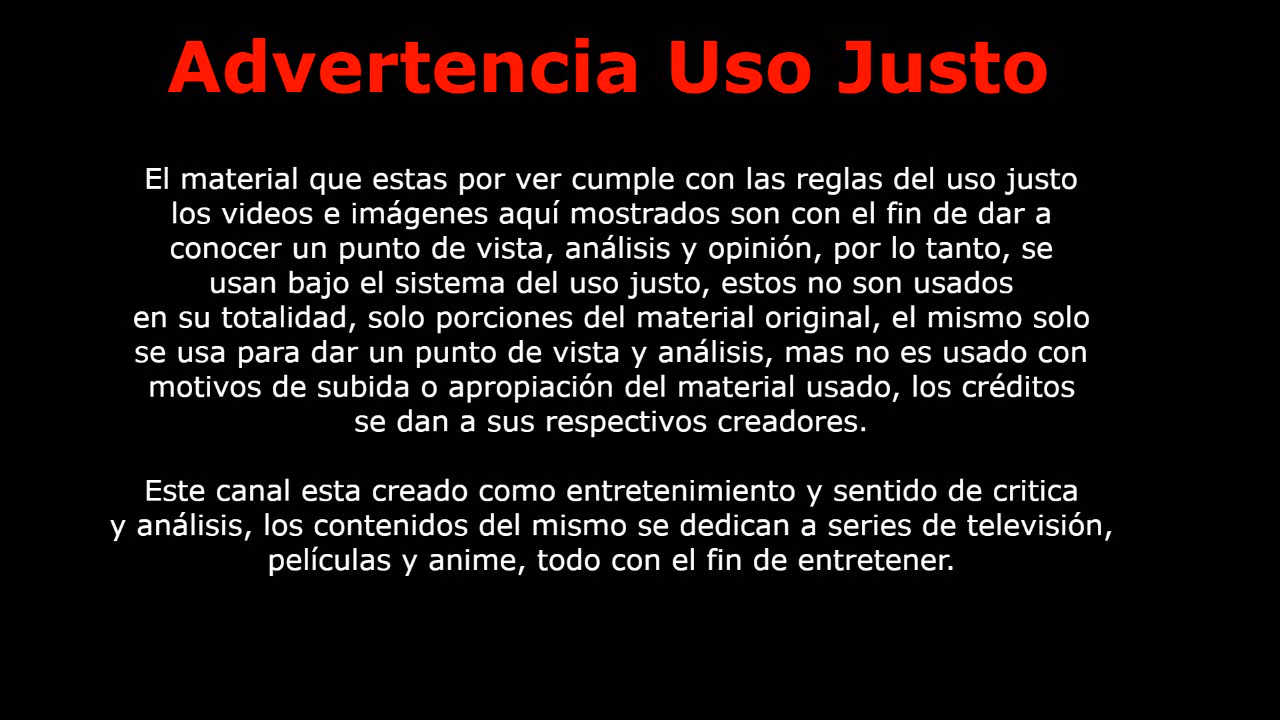 Advertencia Uso Justo
El material que estas por ver cumple con las reglas del uso justo
los videos e imágenes aquí mostrados son con el fin de dar a
conocer un punto de vista, análisis y opinión, por lo tanto, se
usan bajo el sistema del uso justo, estos no son usados
en su totalidad, solo porciones del material original, el mismo solo
se usa para dar un punto de vista y análisis, mas no es usado con
motivos de subida o apropiación del material usado, los créditos
se dan a sus respectivos creadores.
Este canal esta creado como entretenimiento y sentido de critica
y análisis, los contenidos del mismo se dedican a series de televisión,
películas y anime, todo con el fin de entretener.